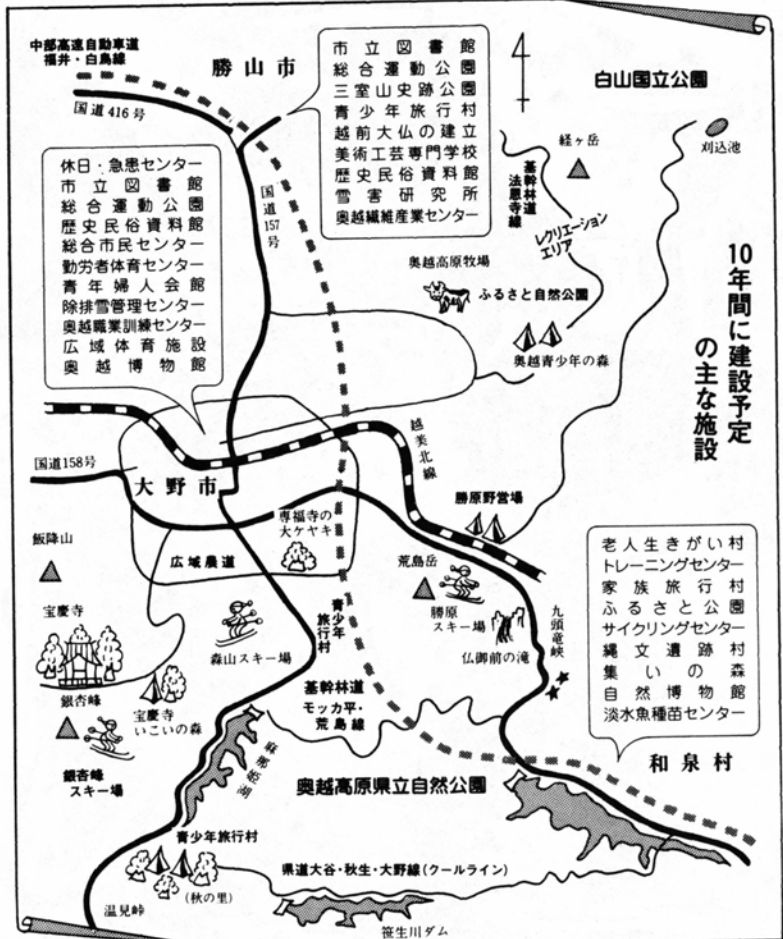 中部高速自動車道
福井・白鳥線
勝山市
国道416号
国道157号
市立図書館
総合運動公園
三室山史跡公園
青少年旅行村
越前大仏の建立
美術工芸専門学校
歴史民俗資料館
雪害研究所
奥越繊維産業センター
白山国立公園
経ヶ岳
刈込池
基幹林道
法恩寺線
レクリエーション
エリア
10年間に建設予定
の主な施設
休日・急患センター
市立図書館
総合運動公園
歴史民俗資料館
総合市民センター
勤労者体育センター
青年婦人会館
除排雪管理センター
奥越職業訓練センター
広域体育施設
奥越博物館
奥越高原牧場
ふるさと自然公園
奥越青少年の森
越美北線
国道158号
大野市
勝原野営場
専福寺の
大ケヤキ
広域農道
飯降山
荒島岳
勝原
スキー場
仏御前の滝
九頭竜峡
老人生きがい村
トレーニングセンター
家族旅行村
ふるさと公園
サイクリングセンター
縄文遺跡村
集いの森
自然博物館
淡水魚種苗センター
和泉村
宝慶寺
森山スキー場
青少年
旅行村
基幹林道
モッカ平・
荒島線
銀杏峰
宝慶寺
いこいの森
銀杏峰
スキー場
麻那姫湖
奥越高原県立自然公園
青少年旅行村
(秋の里)
県道大谷・秋生・大野線(クールライン)
温見峠
笹生川ダム